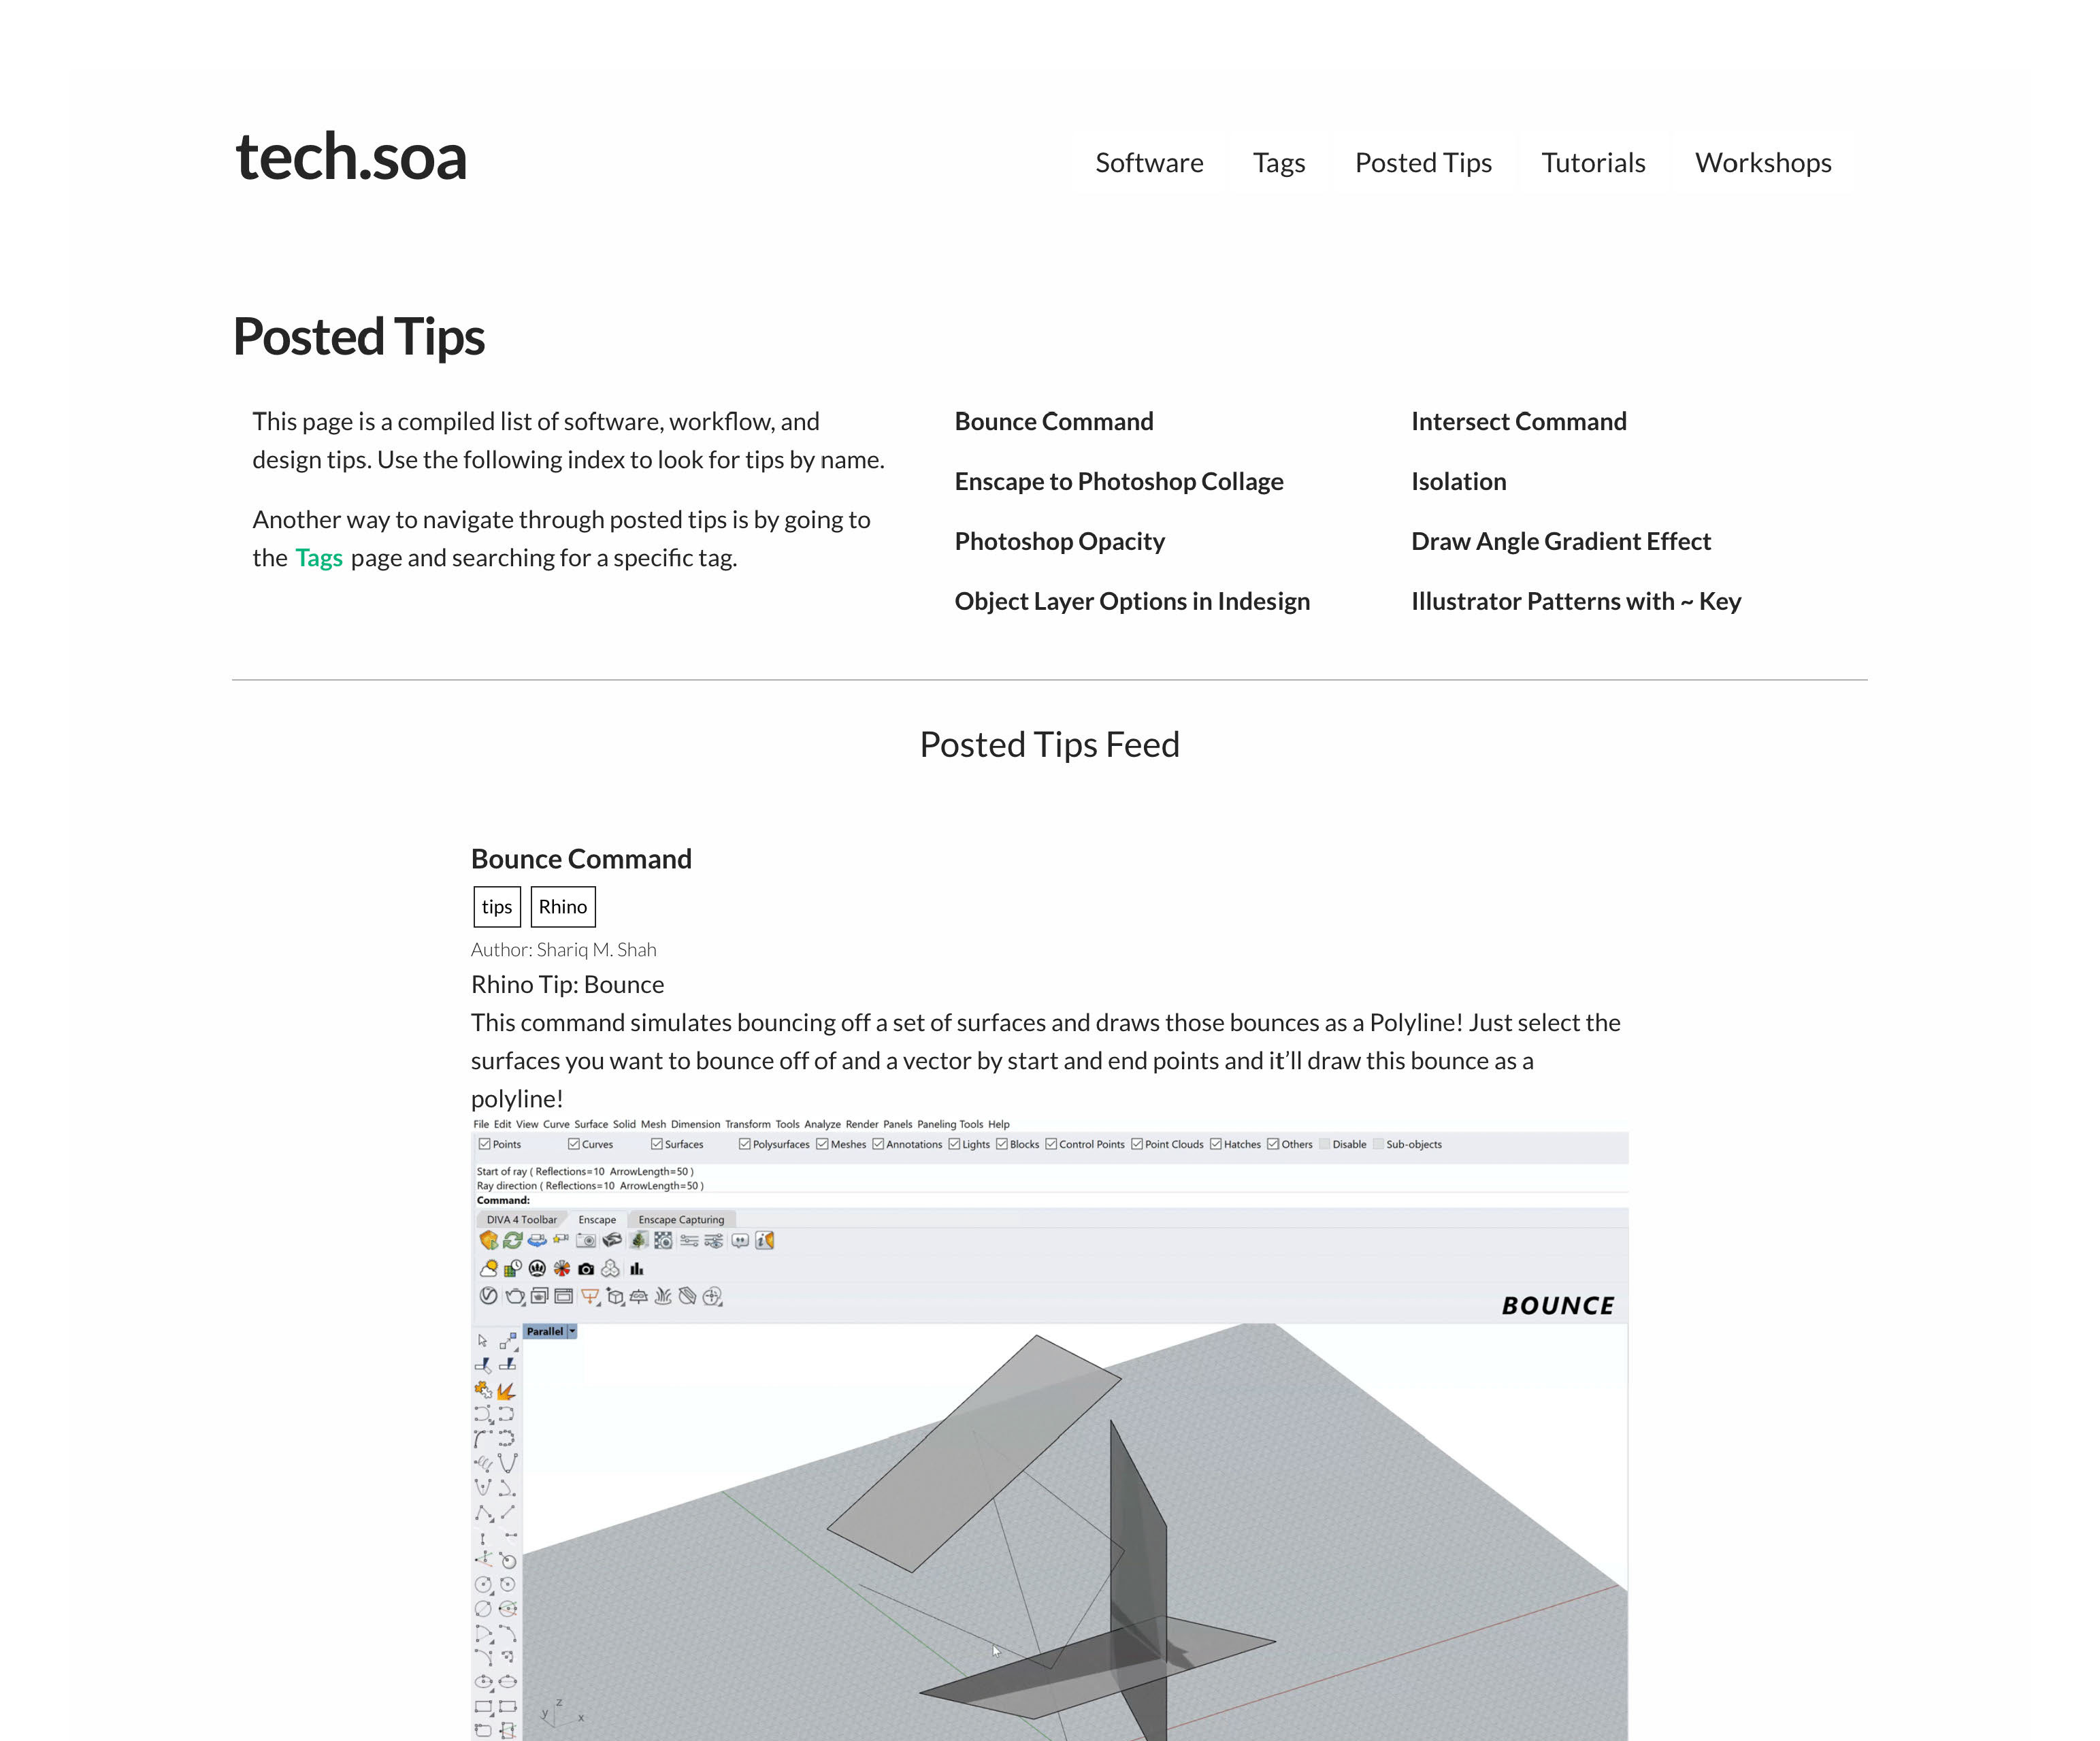 tech.soa
Software Tags Posted Tips Tutorials Workshops
Posted Tips
This page is a compiled list of software, workflow, and
design tips. Use the following index to look for tips by name.
Another way to navigate through posted tips is by going to
the Tags page and searching for a specific tag.
Bounce Command
Enscape to Photoshop Collage
Photoshop Opacity
Object Layer Options in Indesign
Intersect Command
Isolation
Draw Angle Gradient Effect
Illustrator Patterns with ~ Key
Posted Tips Feed
Bounce Command
tips Rhino
Author: Shariq M. Shah
Rhino Tip: Bounce
This command simulates bouncing off a set of surfaces and draws those bounces as a Polyline! Just select the
surfaces you want to bounce off of and a vector by start and end points and it’ll draw this bounce as a
polyline!
File Edit View Curve Surface Solid Mesh Dimension Transform Tools Analyze Render Panels Paneling Tools Help
Points Curves Surfaces Polysurfaces Meshes Annotations Lights Blocks Control Points Point Clouds Hatches Others Disable Sub-objects
Start of ray ( Reflections=10 ArrowLength=50 )
Ray direction ( Reflections=10 ArrowLength=50 )
Command:
DIVA 4 Toolbar Enscape Enscape Capturing
BOUNCE
Parallel
z
y x